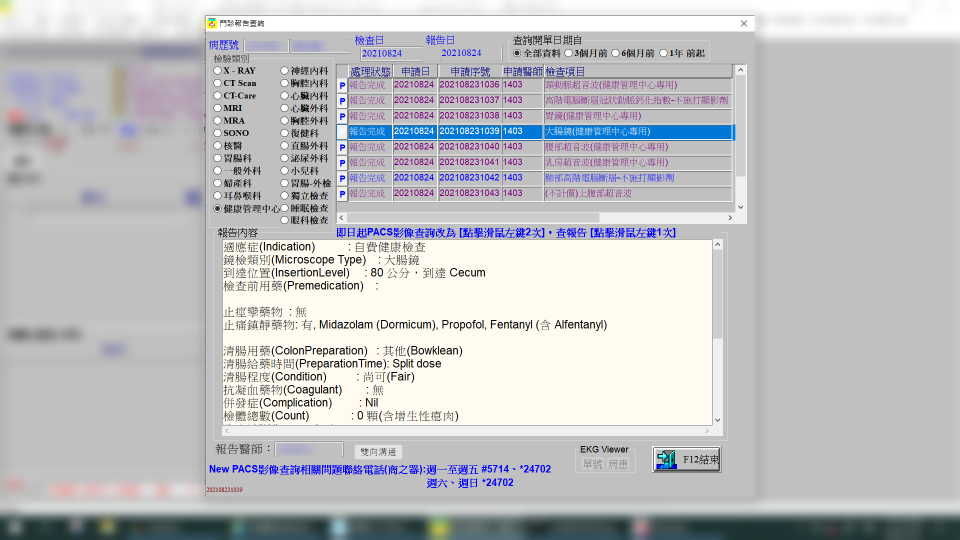 門診報告查詢
病歷號
檢查日
20210824
報告日
20210824
查詢開單日期自
全部資料 3個月前 6個月前 1年 前起
檢驗類別
X - RAY 神經內科
CT Scan 胸腔內科
CT-Care 心臟內科
MRI 心臟外科
MRA 胸腔外科
SONO 復健科
核醫 直腸外科
胃腸科 泌尿外科
一般外科 小兒科
婦產科 胃腸-外檢
耳鼻喉科 獨立檢查
健康管理中心 睡眠檢查
眼科檢查
處理狀態 申請日 申請序號 申請醫師 檢查項目
P 報告完成 20210824 202108231036 1403 頸動脈超音波(健康管理中心專用)
P 報告完成 20210824 202108231037 1403 高階電腦斷層冠狀動脈鈣化指數-不施打顯影劑
P 報告完成 20210824 202108231038 1403 胃鏡(健康管理中心專用)
報告完成 20210824 202108231039 1403 大腸鏡(健康管理中心專用)
P 報告完成 20210824 202108231040 1403 腹部超音波(健康管理中心專用)
P 報告完成 20210824 202108231041 1403 乳房超音波(健康管理中心專用)
P 報告完成 20210824 202108231042 1403 肺部高階電腦斷層-不施打顯影劑
P 報告完成 20210824 202108231043 1403 (不計價)上腹部超音波
報告內容
即日起PACS影像查詢改為 [點擊滑鼠左鍵2次]。查報告 [點擊滑鼠左鍵1次]
適應症(Indication) : 自費健康檢查
鏡檢類別(Microscope Type) : 大腸鏡
到達位置(InsertionLevel) : 80 公分，到達 Cecum
檢查前用藥(Premedication) :
止痙攣藥物 : 無
止痛鎮靜藥物: 有, Midazolam (Dormicum), Propofol, Fentanyl (含 Alfentanyl)
清腸用藥(ColonPreparation) : 其他(Bowklean)
清腸給藥時間(PreparationTime): Split dose
清腸程度(Condition) : 尚可(Fair)
抗凝血藥物(Coagulant) : 無
併發症(Complication) : Nil
檢體總數(Count) : 0 顆(含增生性瘜肉)
報告醫師：
雙向溝通
EKG Viewer
單號 病患
F12結束
New PACS影像查詢相關問題聯絡電話(商之器):週一至週五 #5714、*24702
週六、週日 *24702
202108231039